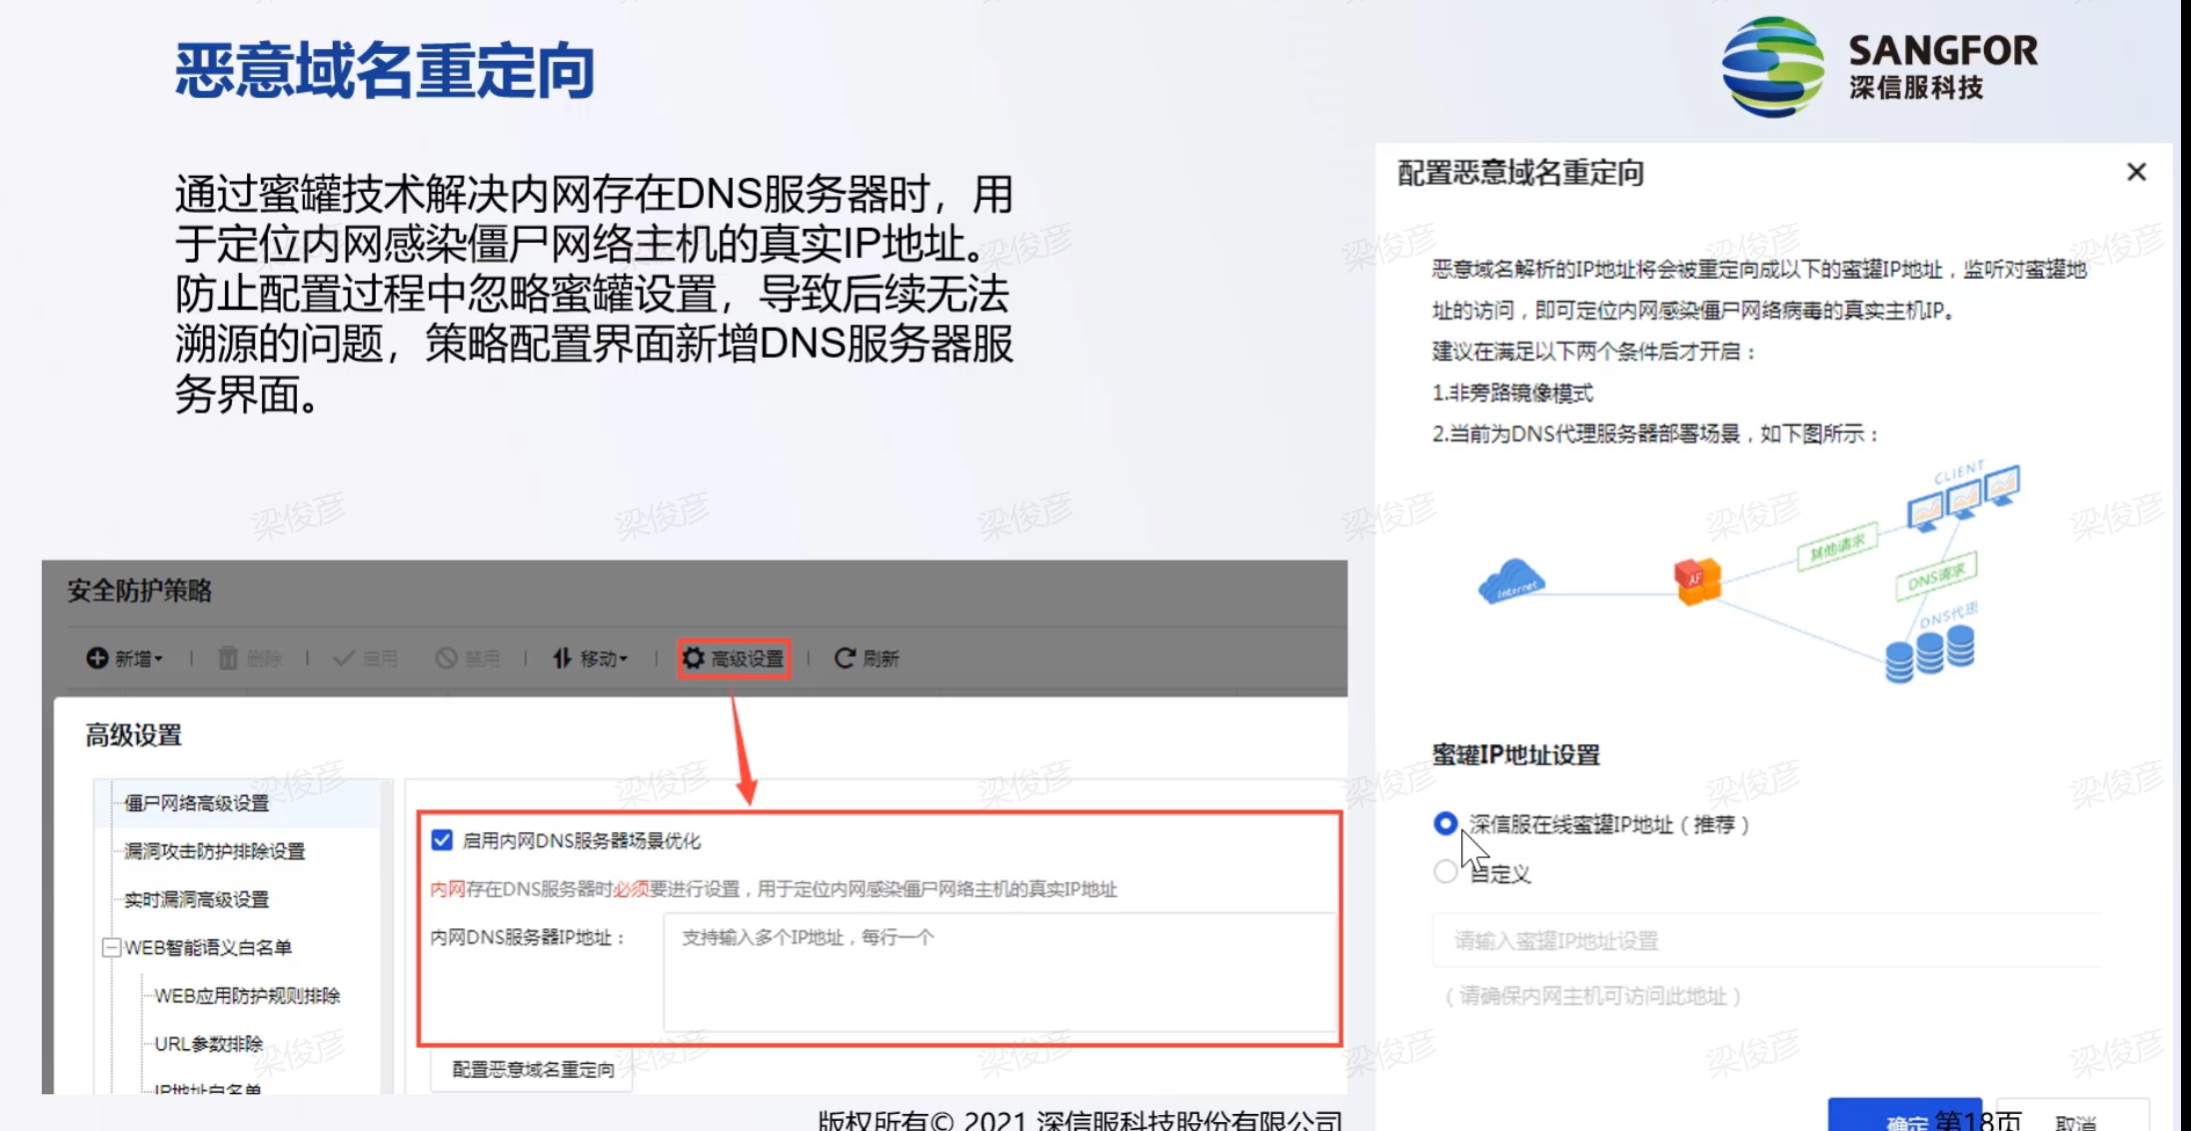 恶意域名重定向
SANGFOR
深信服科技
通过蜜罐技术解决内网存在DNS服务器时，用
于定位内网感染僵尸网络主机的真实IP地址。
防止配置过程中忽略蜜罐设置，导致后续无法
溯源的问题，策略配置界面新增DNS服务器服
务界面。
安全防护策略
新增 删除 启用 禁用 移动 高级设置 刷新
高级设置
僵尸网络高级设置
漏洞攻击防护排除设置
实时漏洞高级设置
WEB智能语义白名单
WEB应用防护规则排除
URL参数排除
IP地址白名单
启用内网DNS服务器场景优化
内网存在DNS服务器时必须要进行设置，用于定位内网感染僵尸网络主机的真实IP地址
内网DNS服务器IP地址：
支持输入多个IP地址，每行一个
配置恶意域名重定向
配置恶意域名重定向
恶意域名解析的IP地址将会被重定向成以下的蜜罐IP地址，监听对蜜罐地
址的访问，即可定位内网感染僵尸网络病毒的真实主机IP。
建议在满足以下两个条件后才开启：
1.非旁路镜像模式
2.当前为DNS代理服务器部署场景，如下图所示：
CLIENT
其他请求
Internet
AF
DNS请求
DNS代理
蜜罐IP地址设置
深信服在线蜜罐IP地址（推荐）
自定义
请输入蜜罐IP地址设置
（请确保内网主机可访问此地址）
确定
取消
版权所有© 2021 深信服科技股份有限公司
第18页
梁俊彦